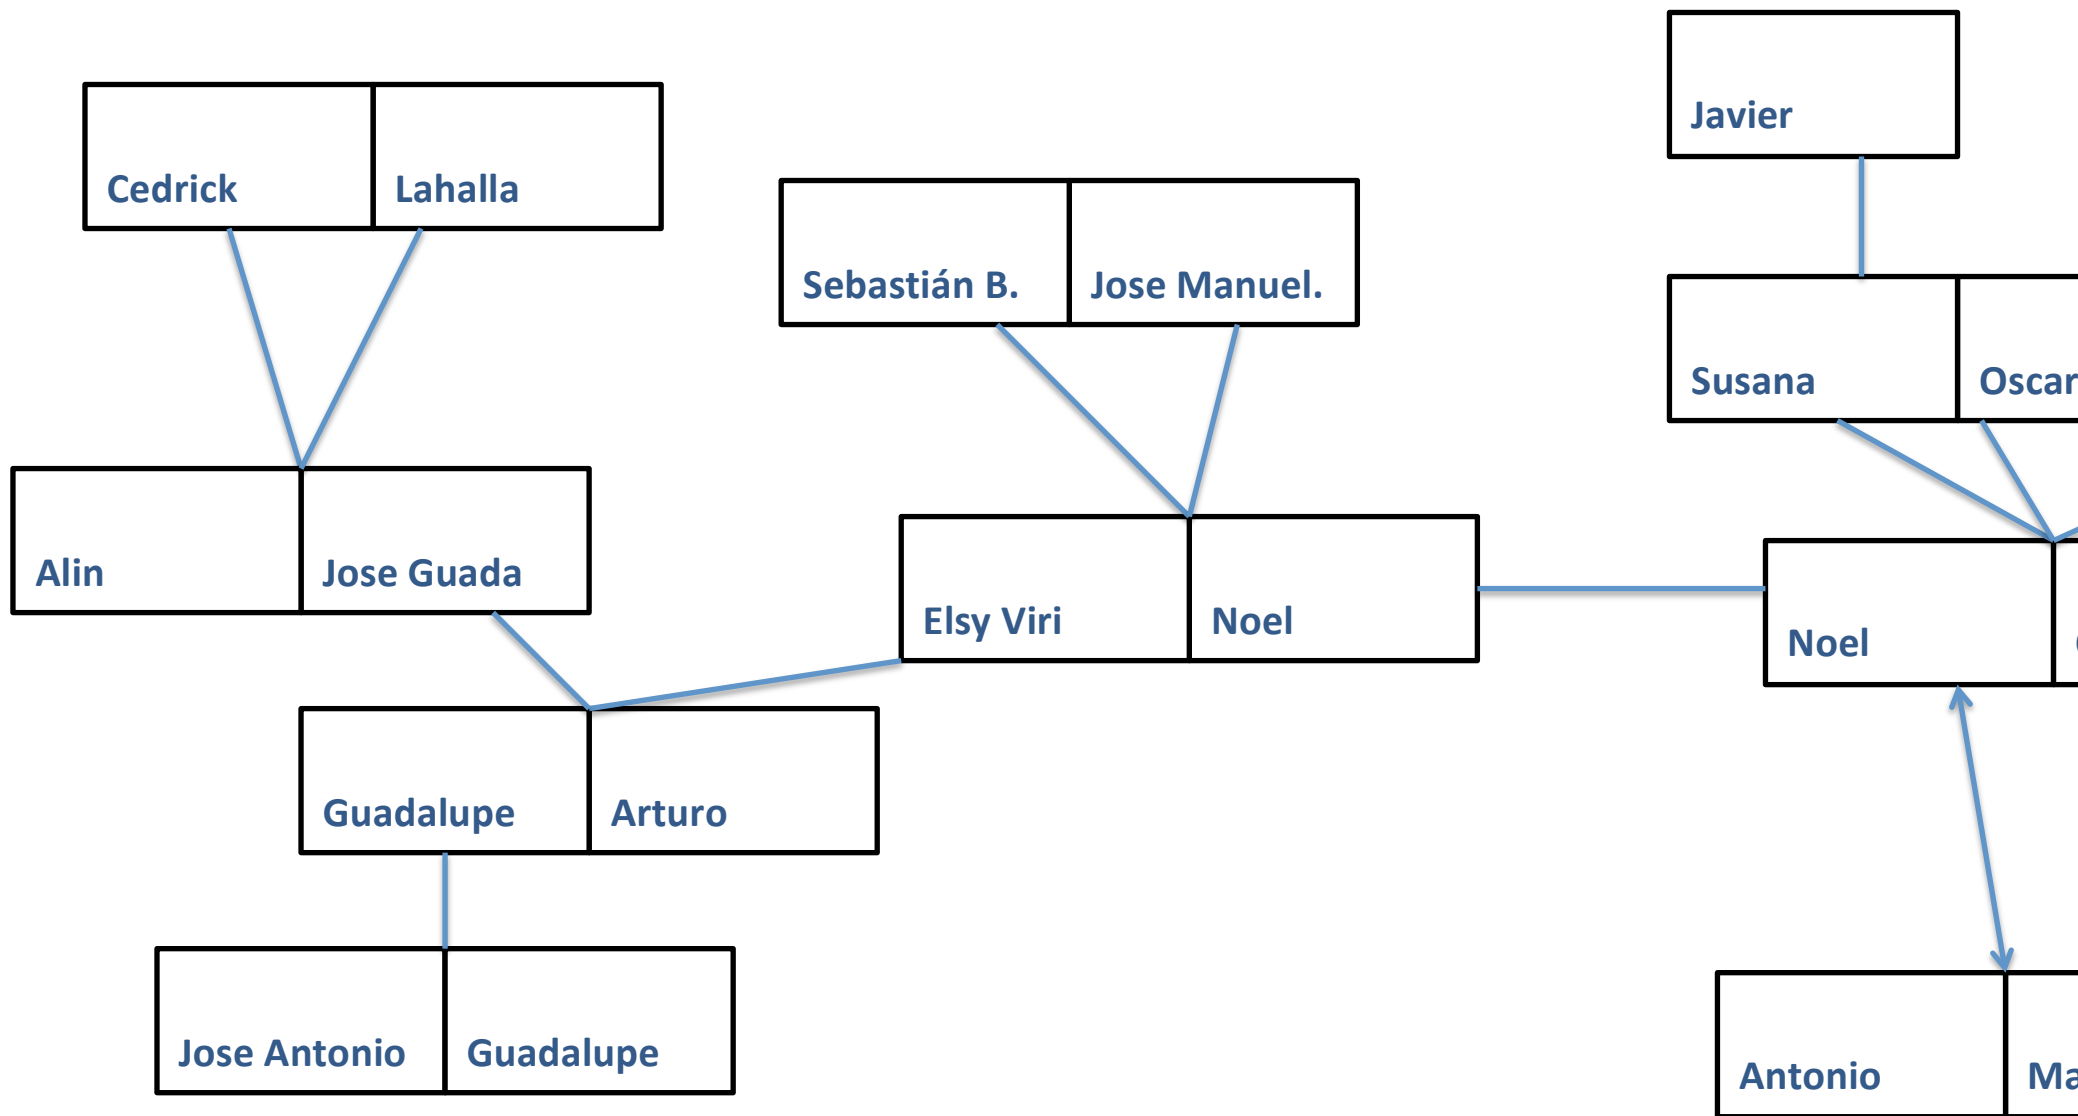 Javier
Cedrick
Lahalla
Sebastián B.
Jose Manuel.
Susana
Oscar
Alin
Jose Guada
Elsy Viri
Noel
Noel
Guadalupe
Arturo
Jose Antonio
Guadalupe
Antonio